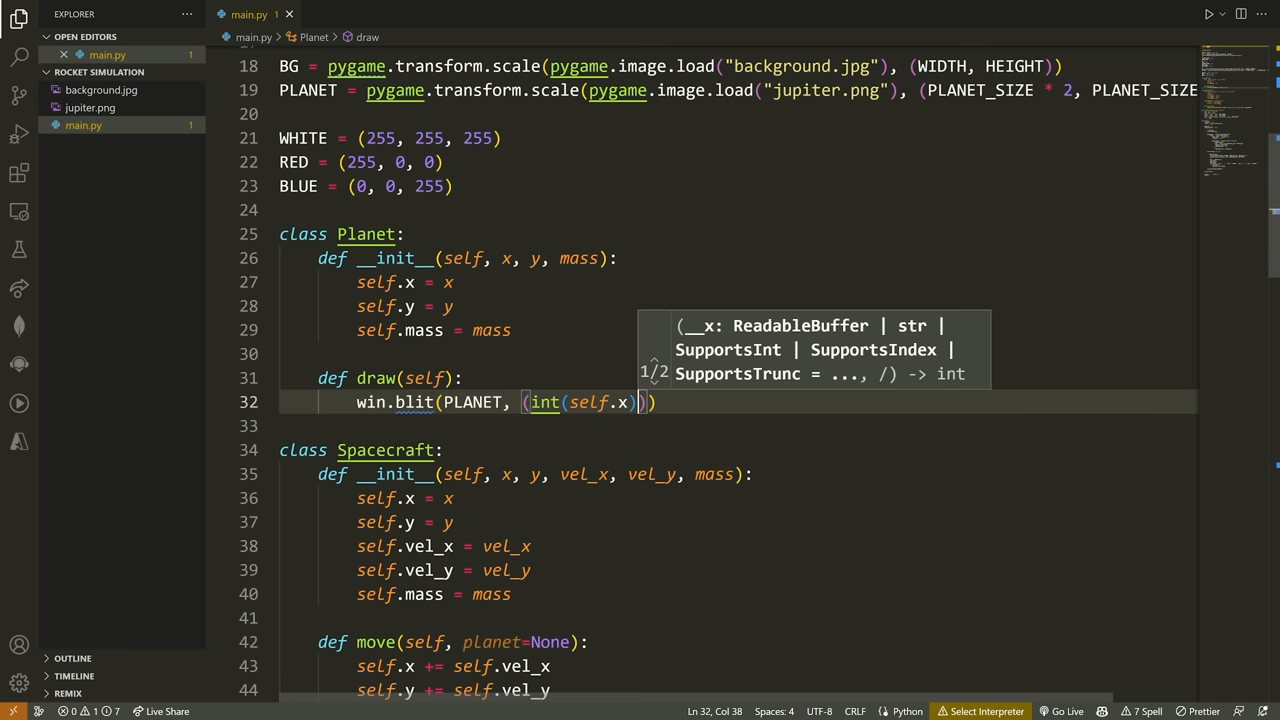 EXPLORER
OPEN EDITORS
main.py 1
ROCKET SIMULATION
background.jpg
jupiter.png
main.py 1
OUTLINE
TIMELINE
REMIX
main.py 1
main.py > Planet > draw
18 BG = pygame.transform.scale(pygame.image.load("background.jpg"), (WIDTH, HEIGHT))
19 PLANET = pygame.transform.scale(pygame.image.load("jupiter.png"), (PLANET_SIZE * 2, PLANET_SIZE
20
21 WHITE = (255, 255, 255)
22 RED = (255, 0, 0)
23 BLUE = (0, 0, 255)
24
25 class Planet:
26 def __init__(self, x, y, mass):
27 self.x = x
28 self.y = y
29 self.mass = mass
30
31 def draw(self):
32 win.blit(PLANET, (int(self.x)))
33
34 class Spacecraft:
35 def __init__(self, x, y, vel_x, vel_y, mass):
36 self.x = x
37 self.y = y
38 self.vel_x = vel_x
39 self.vel_y = vel_y
40 self.mass = mass
41
42 def move(self, planet=None):
43 self.x += self.vel_x
44 self.y += self.vel_y
(__x: ReadableBuffer | str |
SupportsInt | SupportsIndex |
1/2 SupportsTrunc = ..., /) -> int
0 1 7 Live Share Ln 32, Col 38 Spaces: 4 UTF-8 CRLF Python Select Interpreter Go Live 7 Spell Prettier